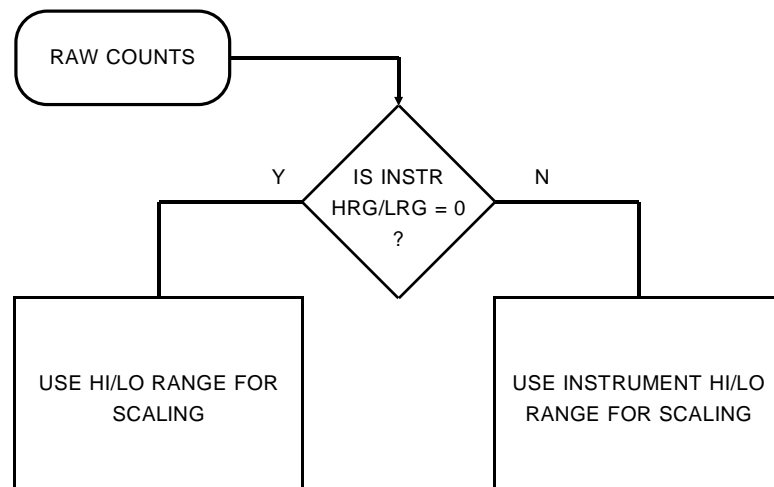 RAW COUNTS
Y
IS INSTR
HRG/LRG = 0
?
N
USE HI/LO RANGE FOR
SCALING
USE INSTRUMENT HI/LO
RANGE FOR SCALING